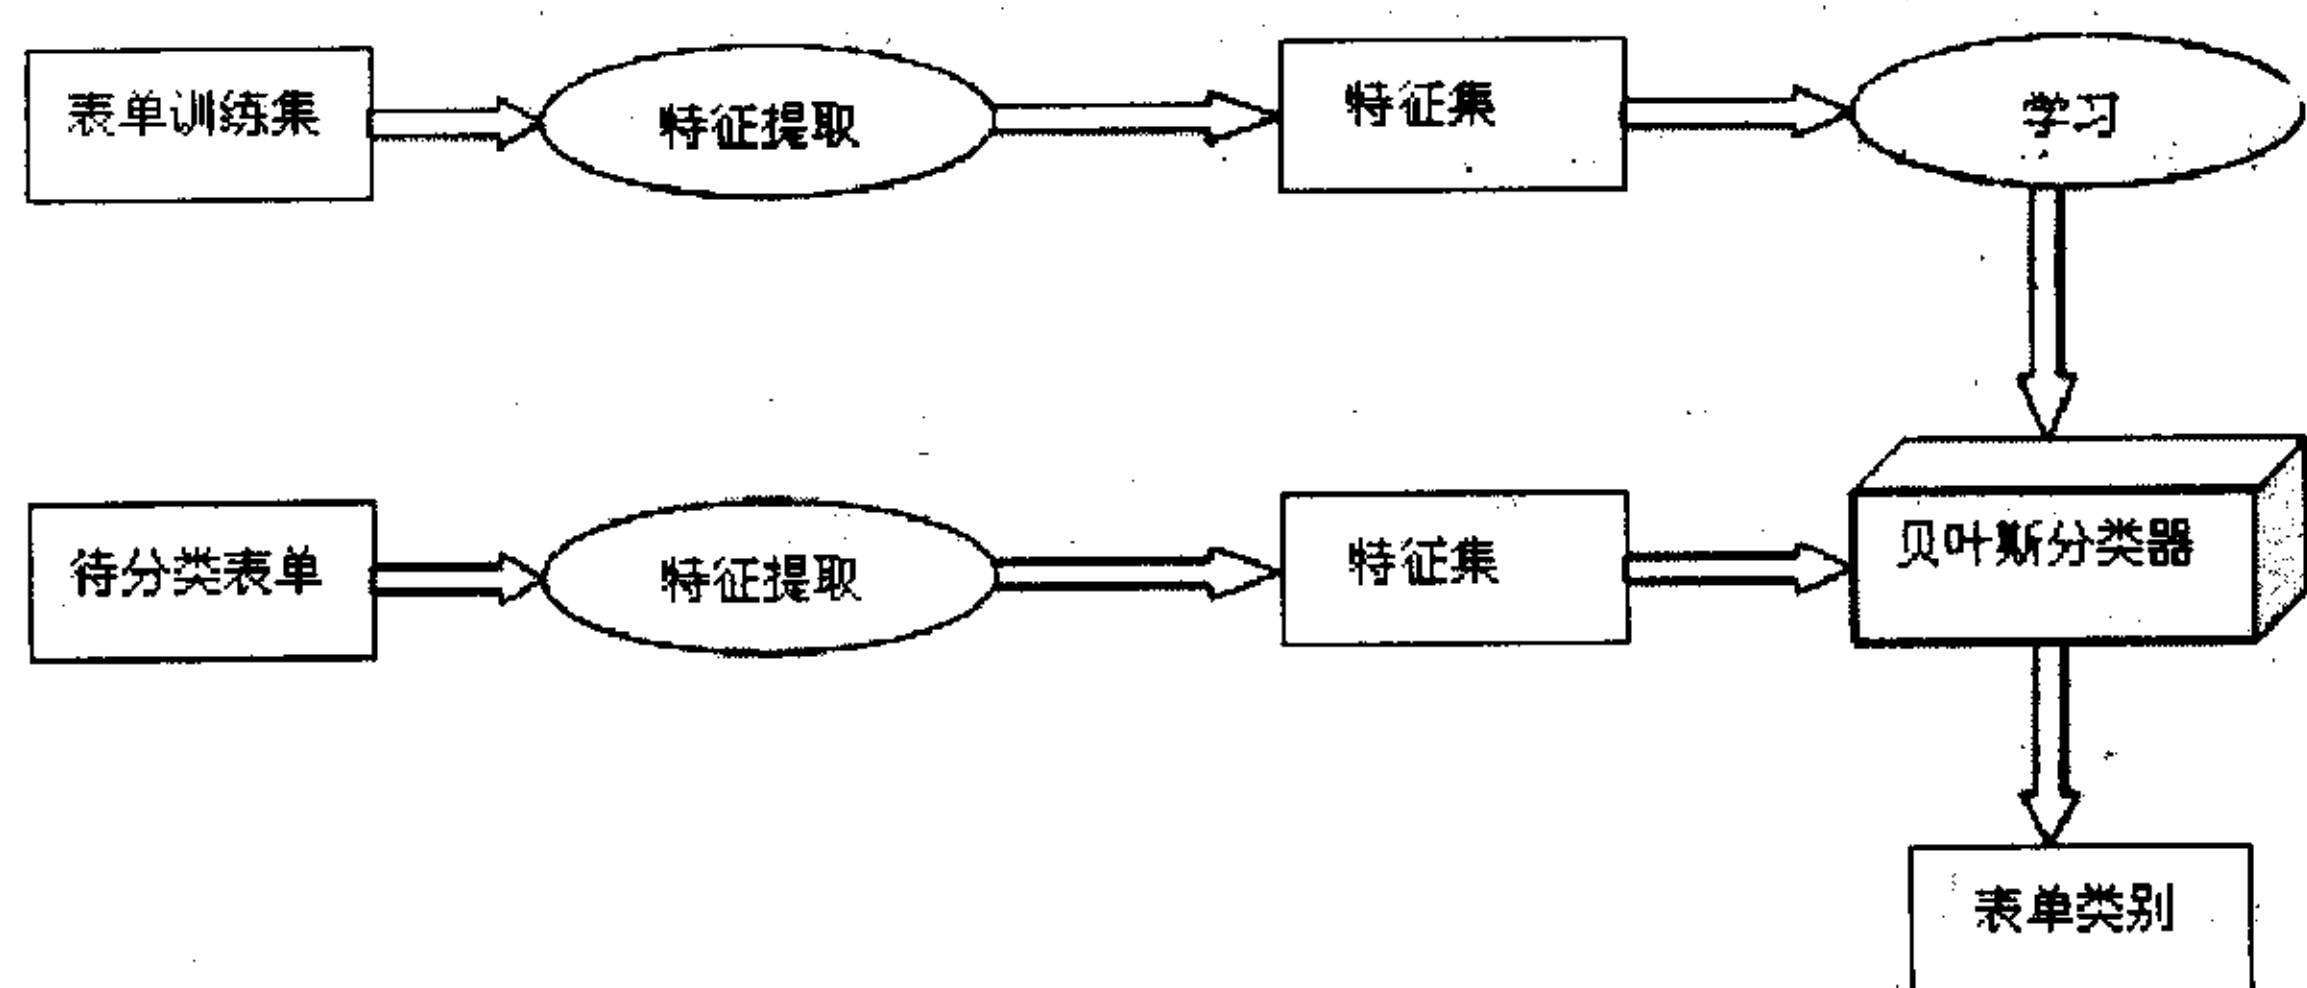 表单训练集
特征提取
特征集
学习
待分类表单
特征提取
特征集
贝叶斯分类器
表单类别